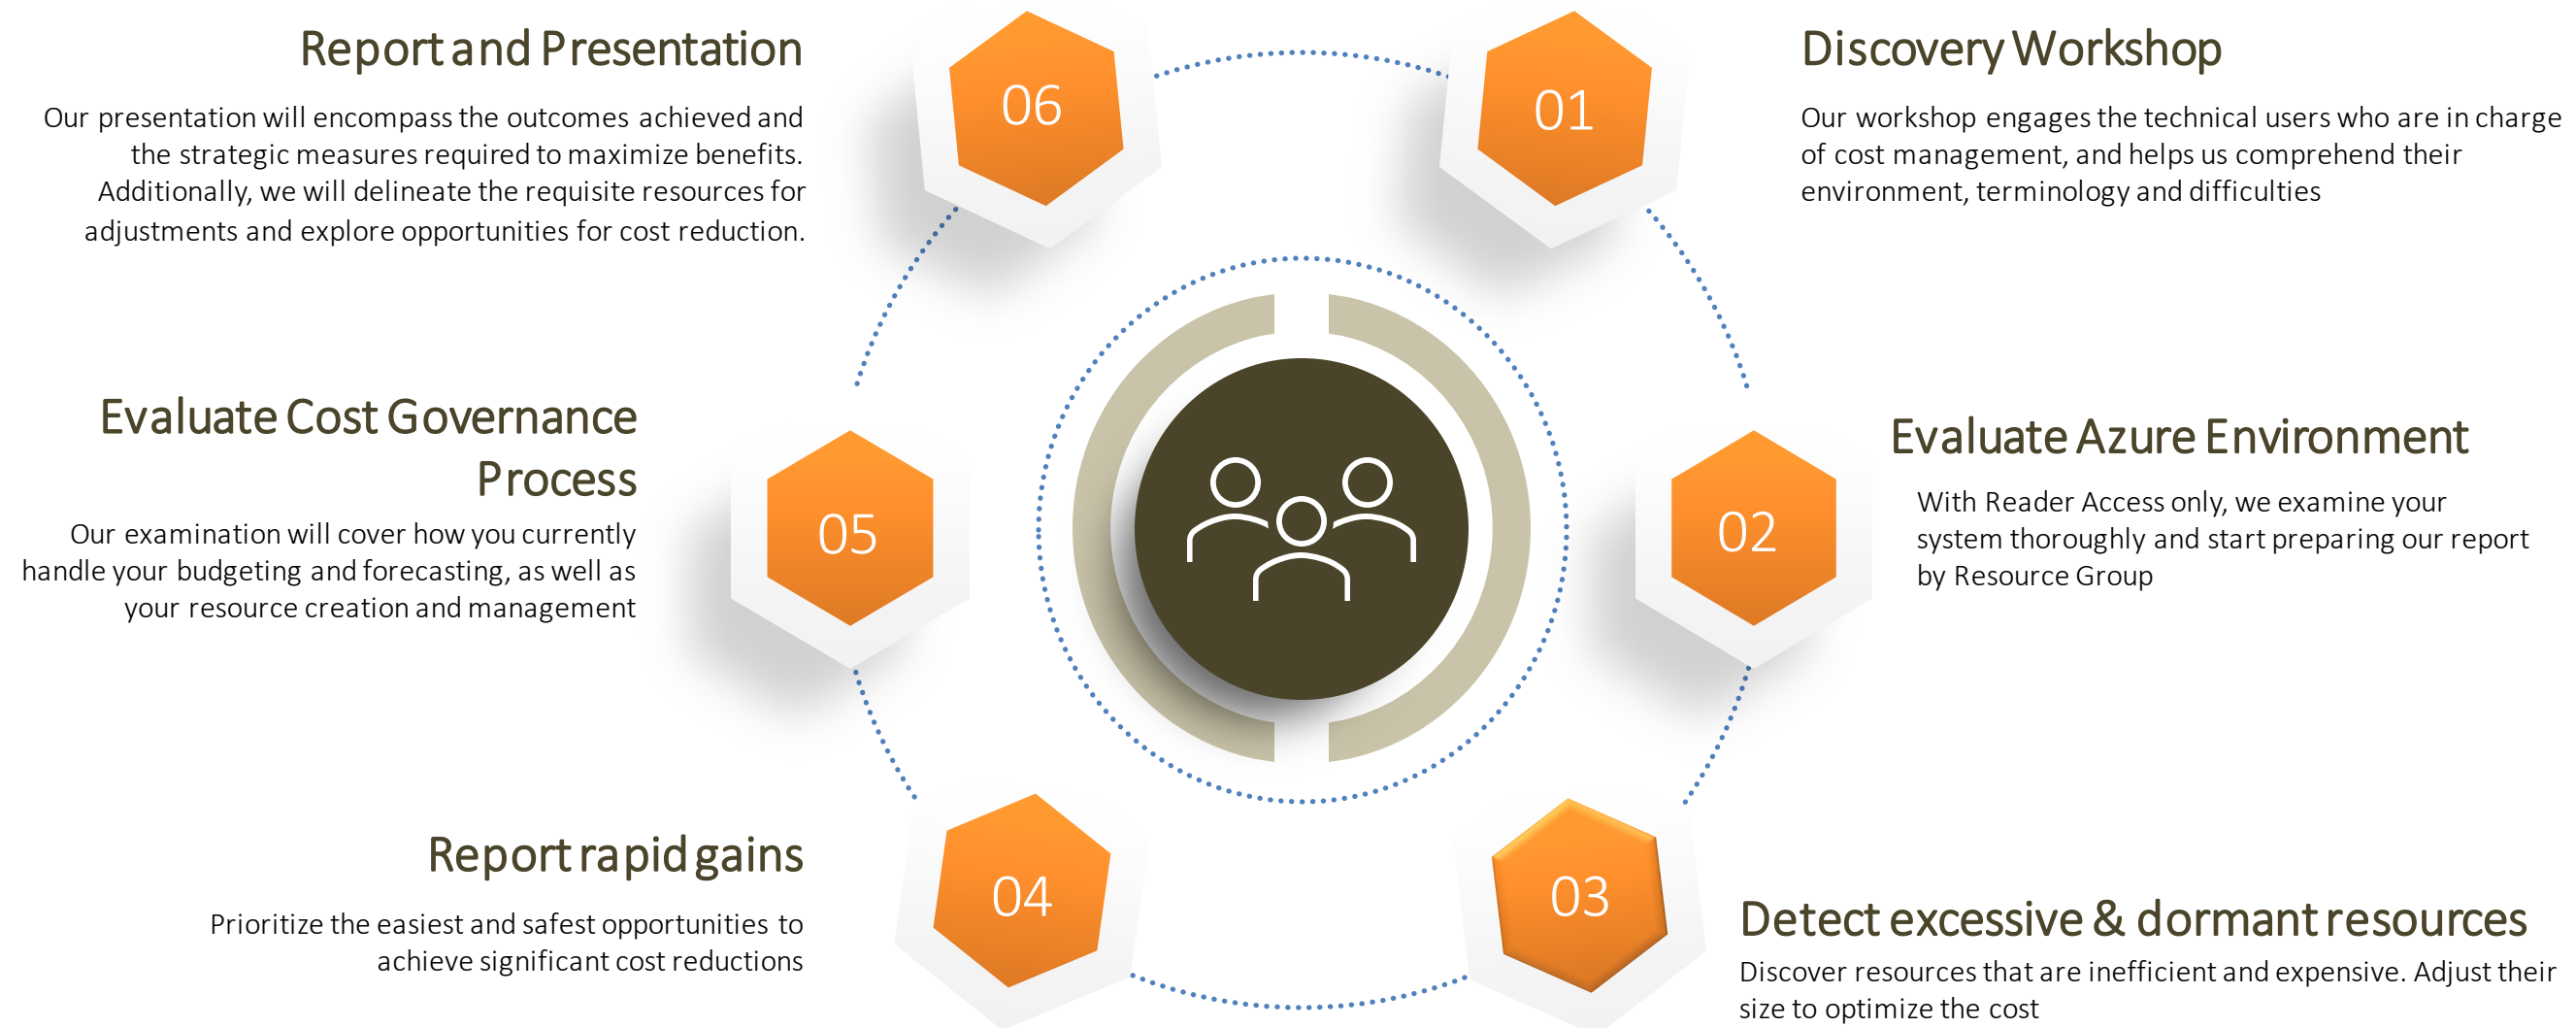 01
Discovery Workshop
Our workshop engages the technical users who are in charge
of cost management, and helps us comprehend their
environment, terminology and difficulties
02
Evaluate Azure Environment
With Reader Access only, we examine your
system thoroughly and start preparing our report
by Resource Group
03
Detect excessive & dormant resources
Discover resources that are inefficient and expensive. Adjust their
size to optimize the cost
04
Report rapid gains
Prioritize the easiest and safest opportunities to
achieve significant cost reductions
05
Evaluate Cost Governance
Process
Our examination will cover how you currently
handle your budgeting and forecasting, as well as
your resource creation and management
06
Report and Presentation
Our presentation will encompass the outcomes achieved and
the strategic measures required to maximize benefits.
Additionally, we will delineate the requisite resources for
adjustments and explore opportunities for cost reduction.